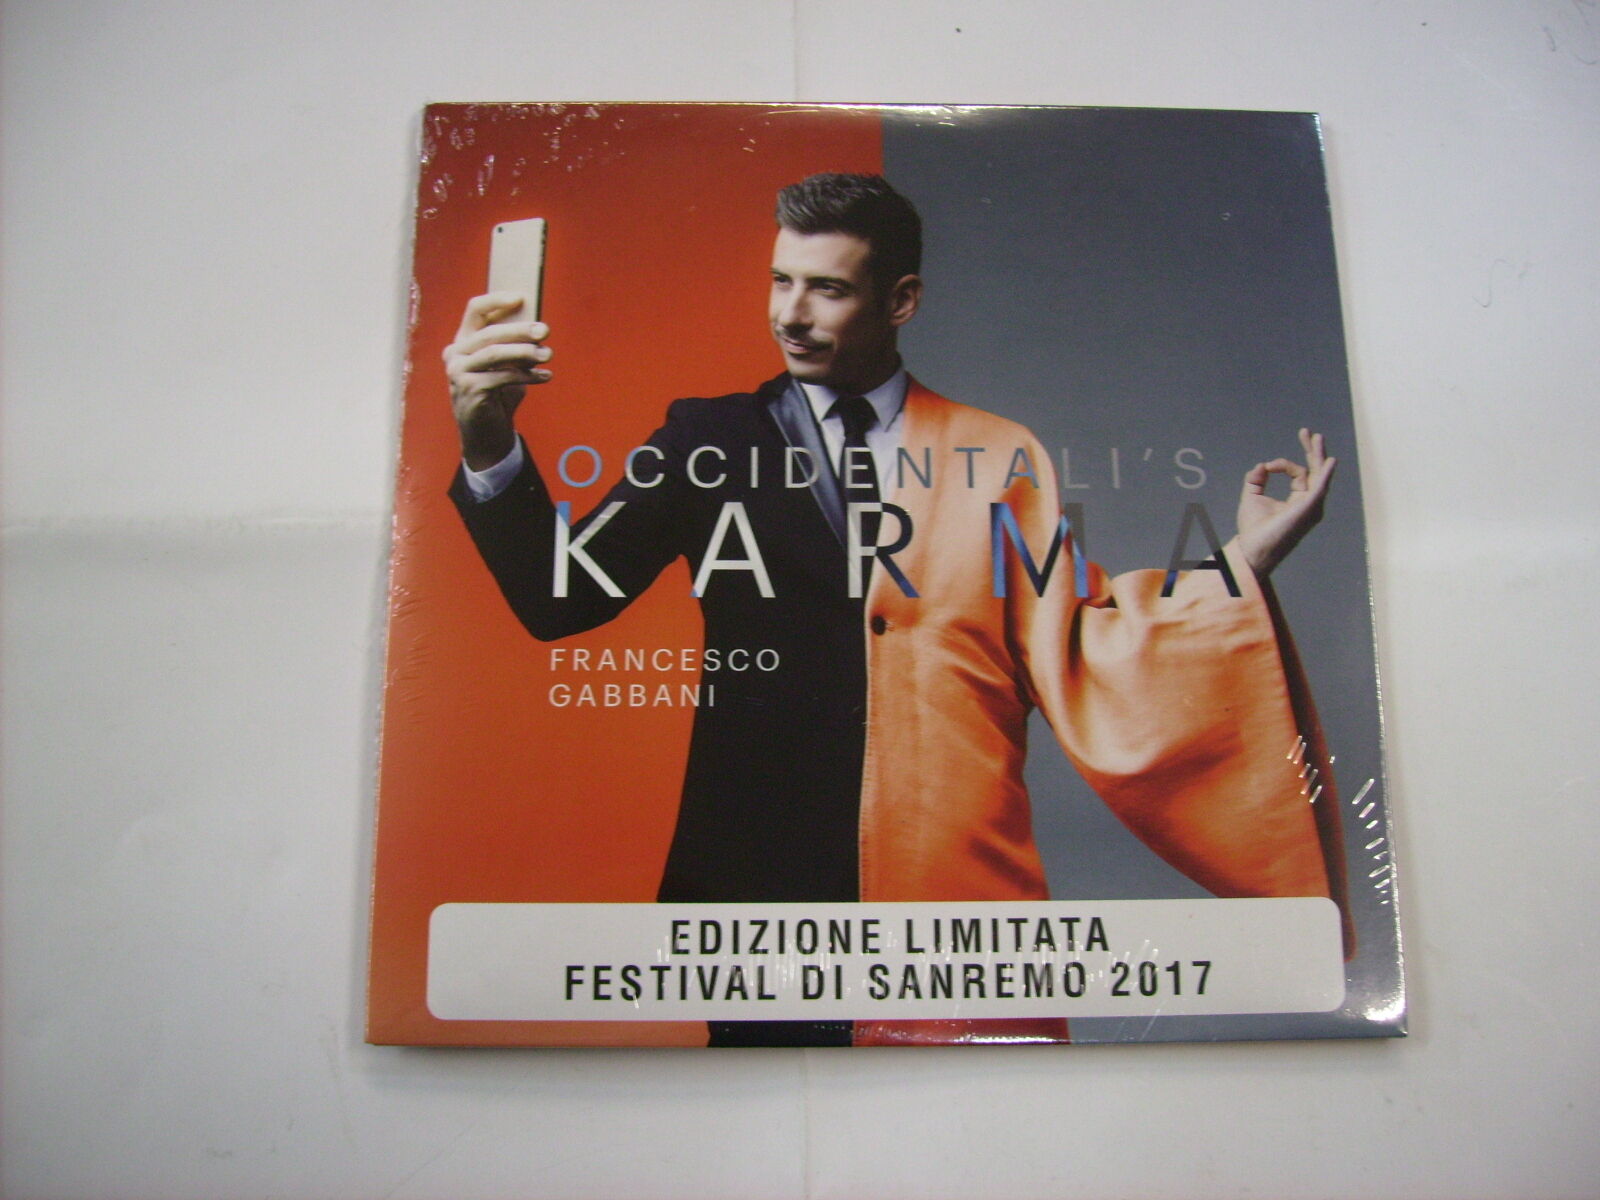 OCCIDENTALI'S
KARMA
FRANCESCO
GABBANI
EDIZIONE LIMITATA
FESTIVAL DI SANREMO 2017